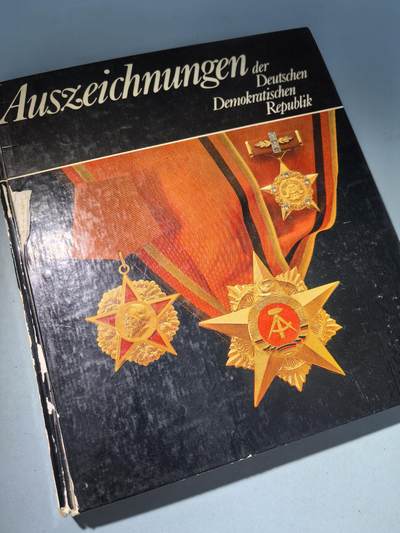 Auszeichnungen der
Deutschen
Demokratischen
Republik